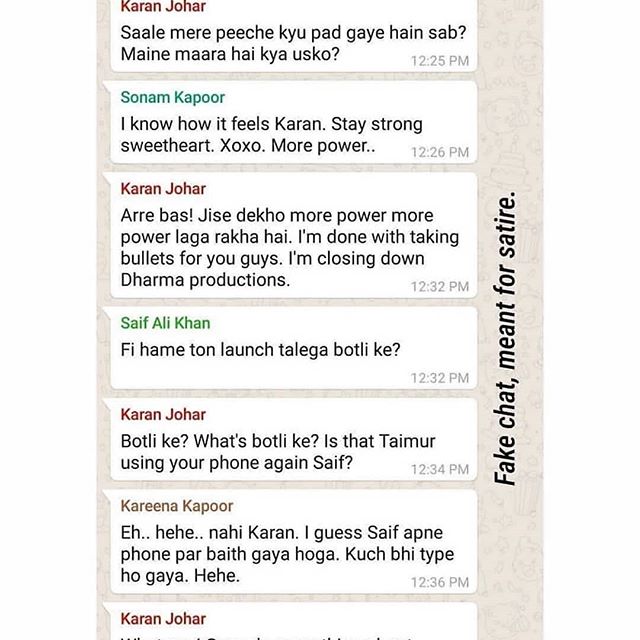 Karan Johar
Saale mere peeche kyu pad gaye hain sab?
Maine maara hai kya usko?
12:25 PM
Sonam Kapoor
I know how it feels Karan. Stay strong
sweetheart. Xoxo. More power..
12:26 PM
Karan Johar
Arre bas! Jise dekho more power more
power laga rakha hai. I'm done with taking
bullets for you guys. I'm closing down
Dharma productions.
12:32 PM
Saif Ali Khan
Fi hame ton launch talega botli ke?
12:32 PM
Karan Johar
Botli ke? What's botli ke? Is that Taimur
using your phone again Saif?
12:34 PM
Kareena Kapoor
Eh.. hehe.. nahi Karan. I guess Saif apne
phone par baith gaya hoga. Kuch bhi type
ho gaya. Hehe.
12:36 PM
Karan Johar
Fake chat, meant for satire.